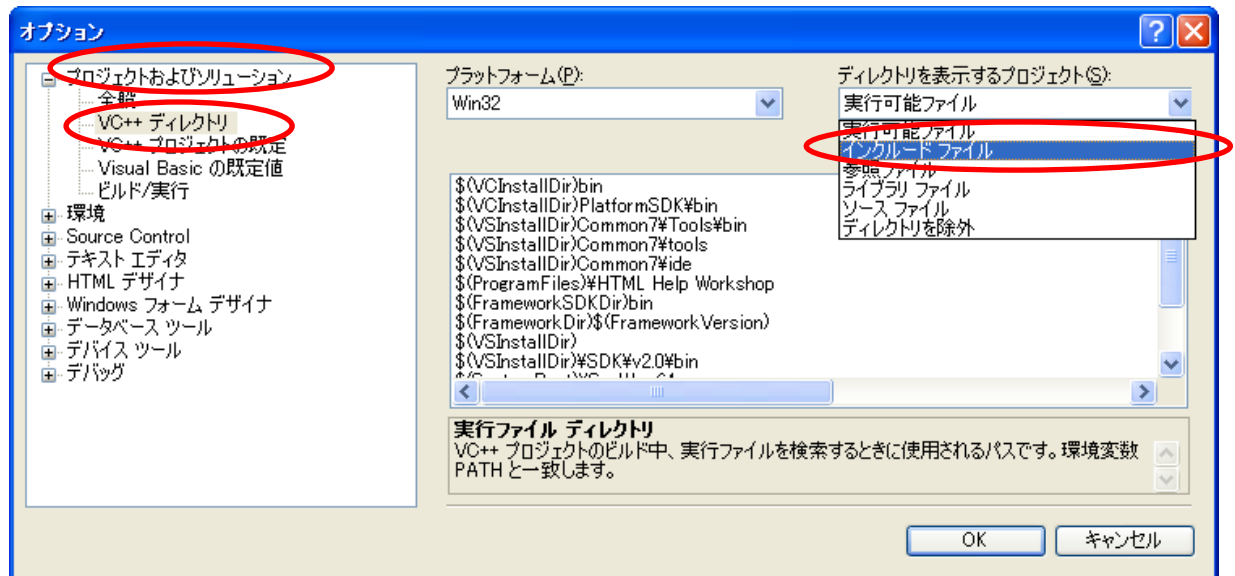 オプション
プロジェクトおよびソリューション
全般
VC++ ディレクトリ
VC++ プロジェクトの既定
Visual Basic の既定値
ビルド/実行
環境
Source Control
テキスト エディタ
HTML デザイナ
Windows フォーム デザイナ
データベース ツール
デバイス ツール
デバッグ
プラットフォーム(P):
Win32
ディレクトリを表示するプロジェクト(S):
実行可能ファイル
実行可能ファイル
インクルード ファイル
参照ファイル
ライブラリ ファイル
ソース ファイル
ディレクトリを除外
$(VCInstallDir)bin
$(VCInstallDir)PlatformSDK¥bin
$(VSInstallDir)Common7¥Tools¥bin
$(VSInstallDir)Common7¥tools
$(VSInstallDir)Common7¥ide
$(ProgramFiles)¥HTML Help Workshop
$(FrameworkSDKDir)bin
$(FrameworkDir)$(FrameworkVersion)
$(VSInstallDir)
$(VSInstallDir)¥SDK¥v2.0¥bin
実行ファイル ディレクトリ
VC++ プロジェクトのビルド中、実行ファイルを検索するときに使用されるパスです。環境変数
PATH と一致します。
OK
キャンセル